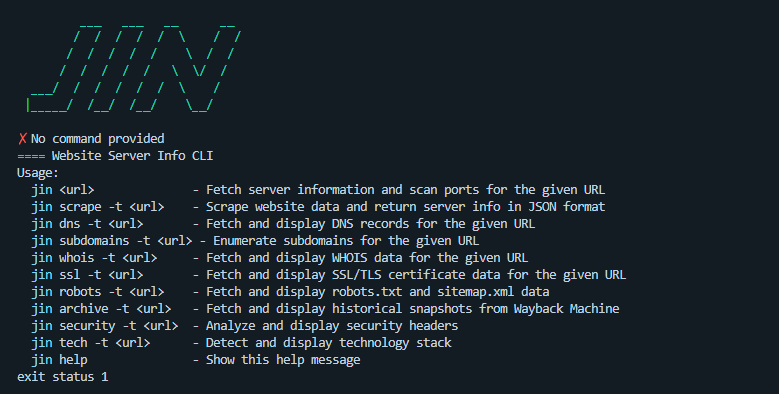 JIN
✗ No command provided
==== Website Server Info CLI
Usage:
  jin <url>              - Fetch server information and scan ports for the given URL
  jin scrape -t <url>    - Scrape website data and return server info in JSON format
  jin dns -t <url>       - Fetch and display DNS records for the given URL
  jin subdomains -t <url> - Enumerate subdomains for the given URL
  jin whois -t <url>     - Fetch and display WHOIS data for the given URL
  jin ssl -t <url>       - Fetch and display SSL/TLS certificate data for the given URL
  jin robots -t <url>    - Fetch and display robots.txt and sitemap.xml data
  jin archive -t <url>   - Fetch and display historical snapshots from Wayback Machine
  jin security -t <url>  - Analyze and display security headers
  jin tech -t <url>      - Detect and display technology stack
  jin help               - Show this help message
exit status 1